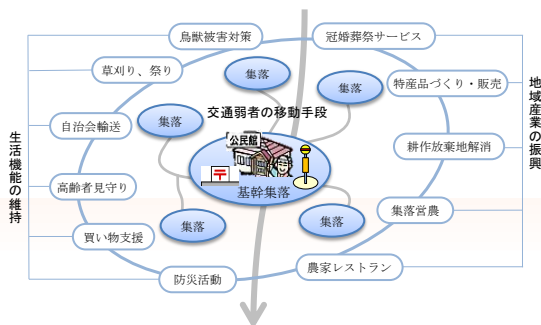 鳥獣被害対策
冠婚葬祭サービス
草刈り、祭り
集落
集落
特産品づくり・販売
交通弱者の移動手段
自治会輸送
集落
公民館
耕作放棄地解消
〒
高齢者見守り
基幹集落
集落
集落
集落営農
買い物支援
防災活動
農家レストラン
生活機能の維持
地域産業の振興